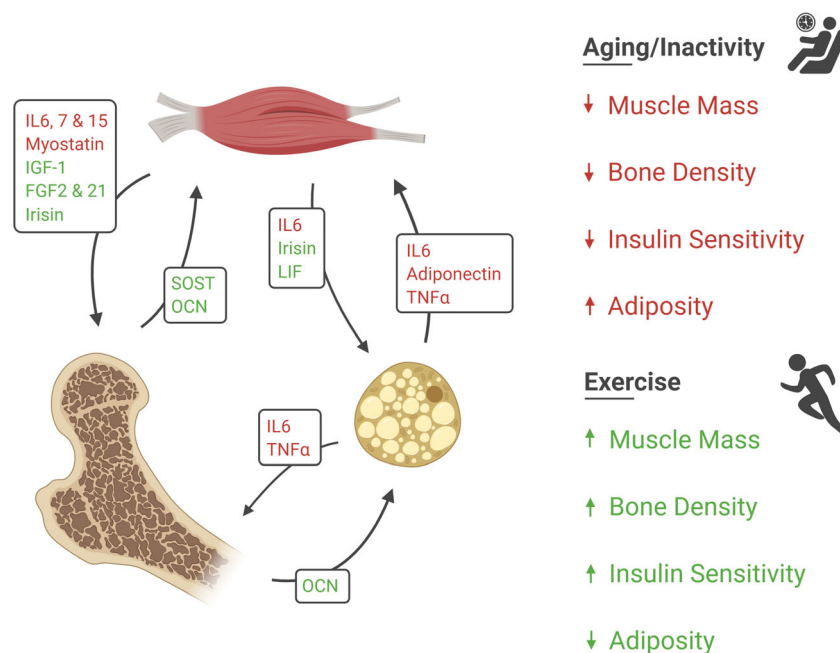 IL6, 7 & 15
Myostatin
IGF-1
FGF2 & 21
Irisin
SOST
OCN
IL6
Irisin
LIF
IL6
Adiponectin
TNFα
IL6
TNFα
OCN
Aging/Inactivity
↓ Muscle Mass
↓ Bone Density
↓ Insulin Sensitivity
↑ Adiposity
Exercise
↑ Muscle Mass
↑ Bone Density
↑ Insulin Sensitivity
↓ Adiposity